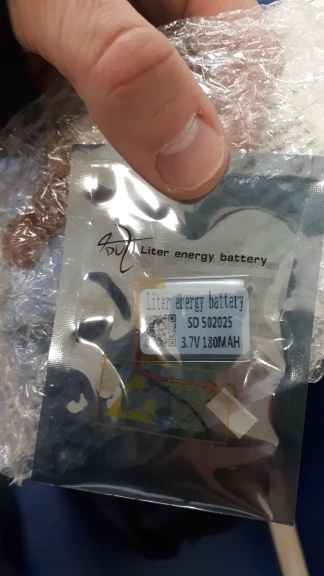 Liter energy battery
Liter energy battery
SD 502025
3.7V 180MAH